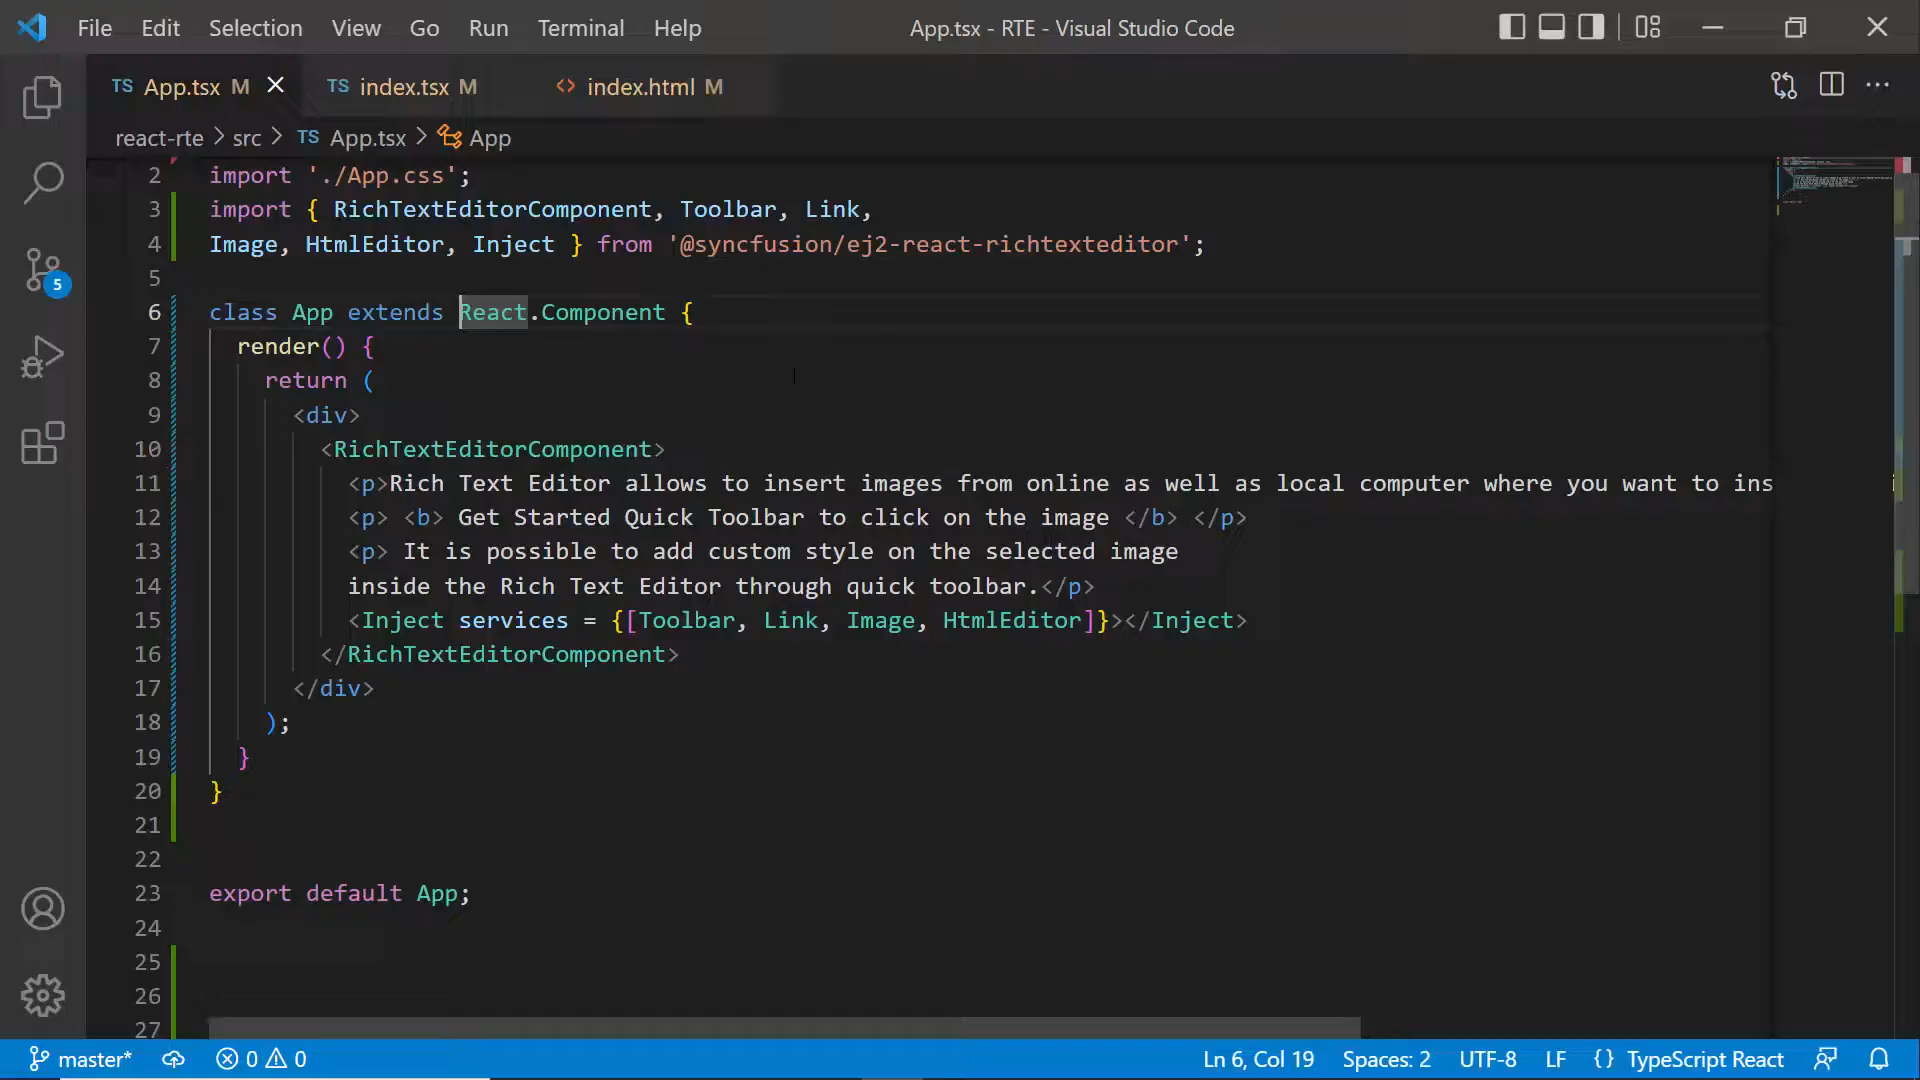 File Edit Selection View Go Run Terminal Help App.tsx - RTE - Visual Studio Code
TS App.tsx M TS index.tsx M <> index.html M
react-rte > src > TS App.tsx > App
2 import './App.css';
3 import { RichTextEditorComponent, Toolbar, Link,
4 Image, HtmlEditor, Inject } from '@syncfusion/ej2-react-richtexteditor';
5
6 class App extends React.Component {
7 render() {
8 return (
9 <div>
10 <RichTextEditorComponent>
11 <p>Rich Text Editor allows to insert images from online as well as local computer where you want to ins
12 <p> <b> Get Started Quick Toolbar to click on the image </b> </p>
13 <p> It is possible to add custom style on the selected image
14 inside the Rich Text Editor through quick toolbar.</p>
15 <Inject services = {[Toolbar, Link, Image, HtmlEditor]}></Inject>
16 </RichTextEditorComponent>
17 </div>
18 );
19 }
20 }
21
22
23 export default App;
24
25
26
27
5
master* 0 0 Ln 6, Col 19 Spaces: 2 UTF-8 LF {} TypeScript React